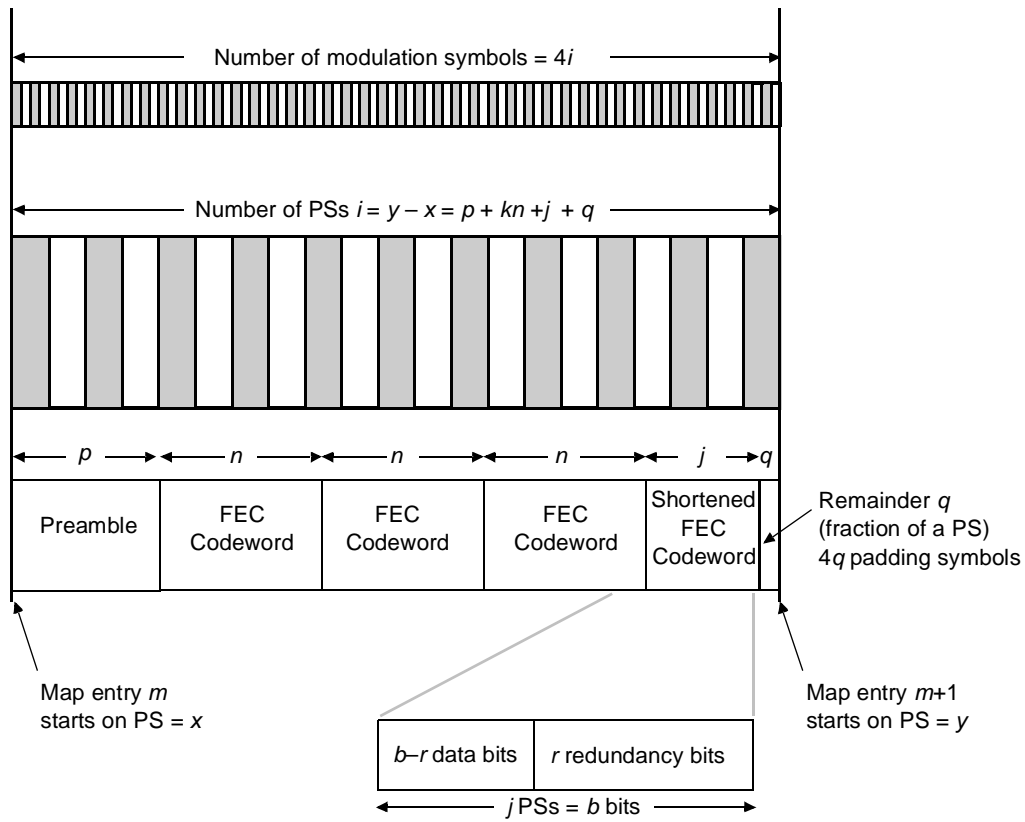 Number of modulation symbols = 4i
Number of PSs i = y – x = p + kn +j + q
p
n
n
n
j
q
Preamble
FEC
Codeword
FEC
Codeword
FEC
Codeword
Shortened
FEC
Codeword
Remainder q
(fraction of a PS)
4q padding symbols
Map entry m
starts on PS = x
Map entry m+1
starts on PS = y
b–r data bits
r redundancy bits
j PSs = b bits